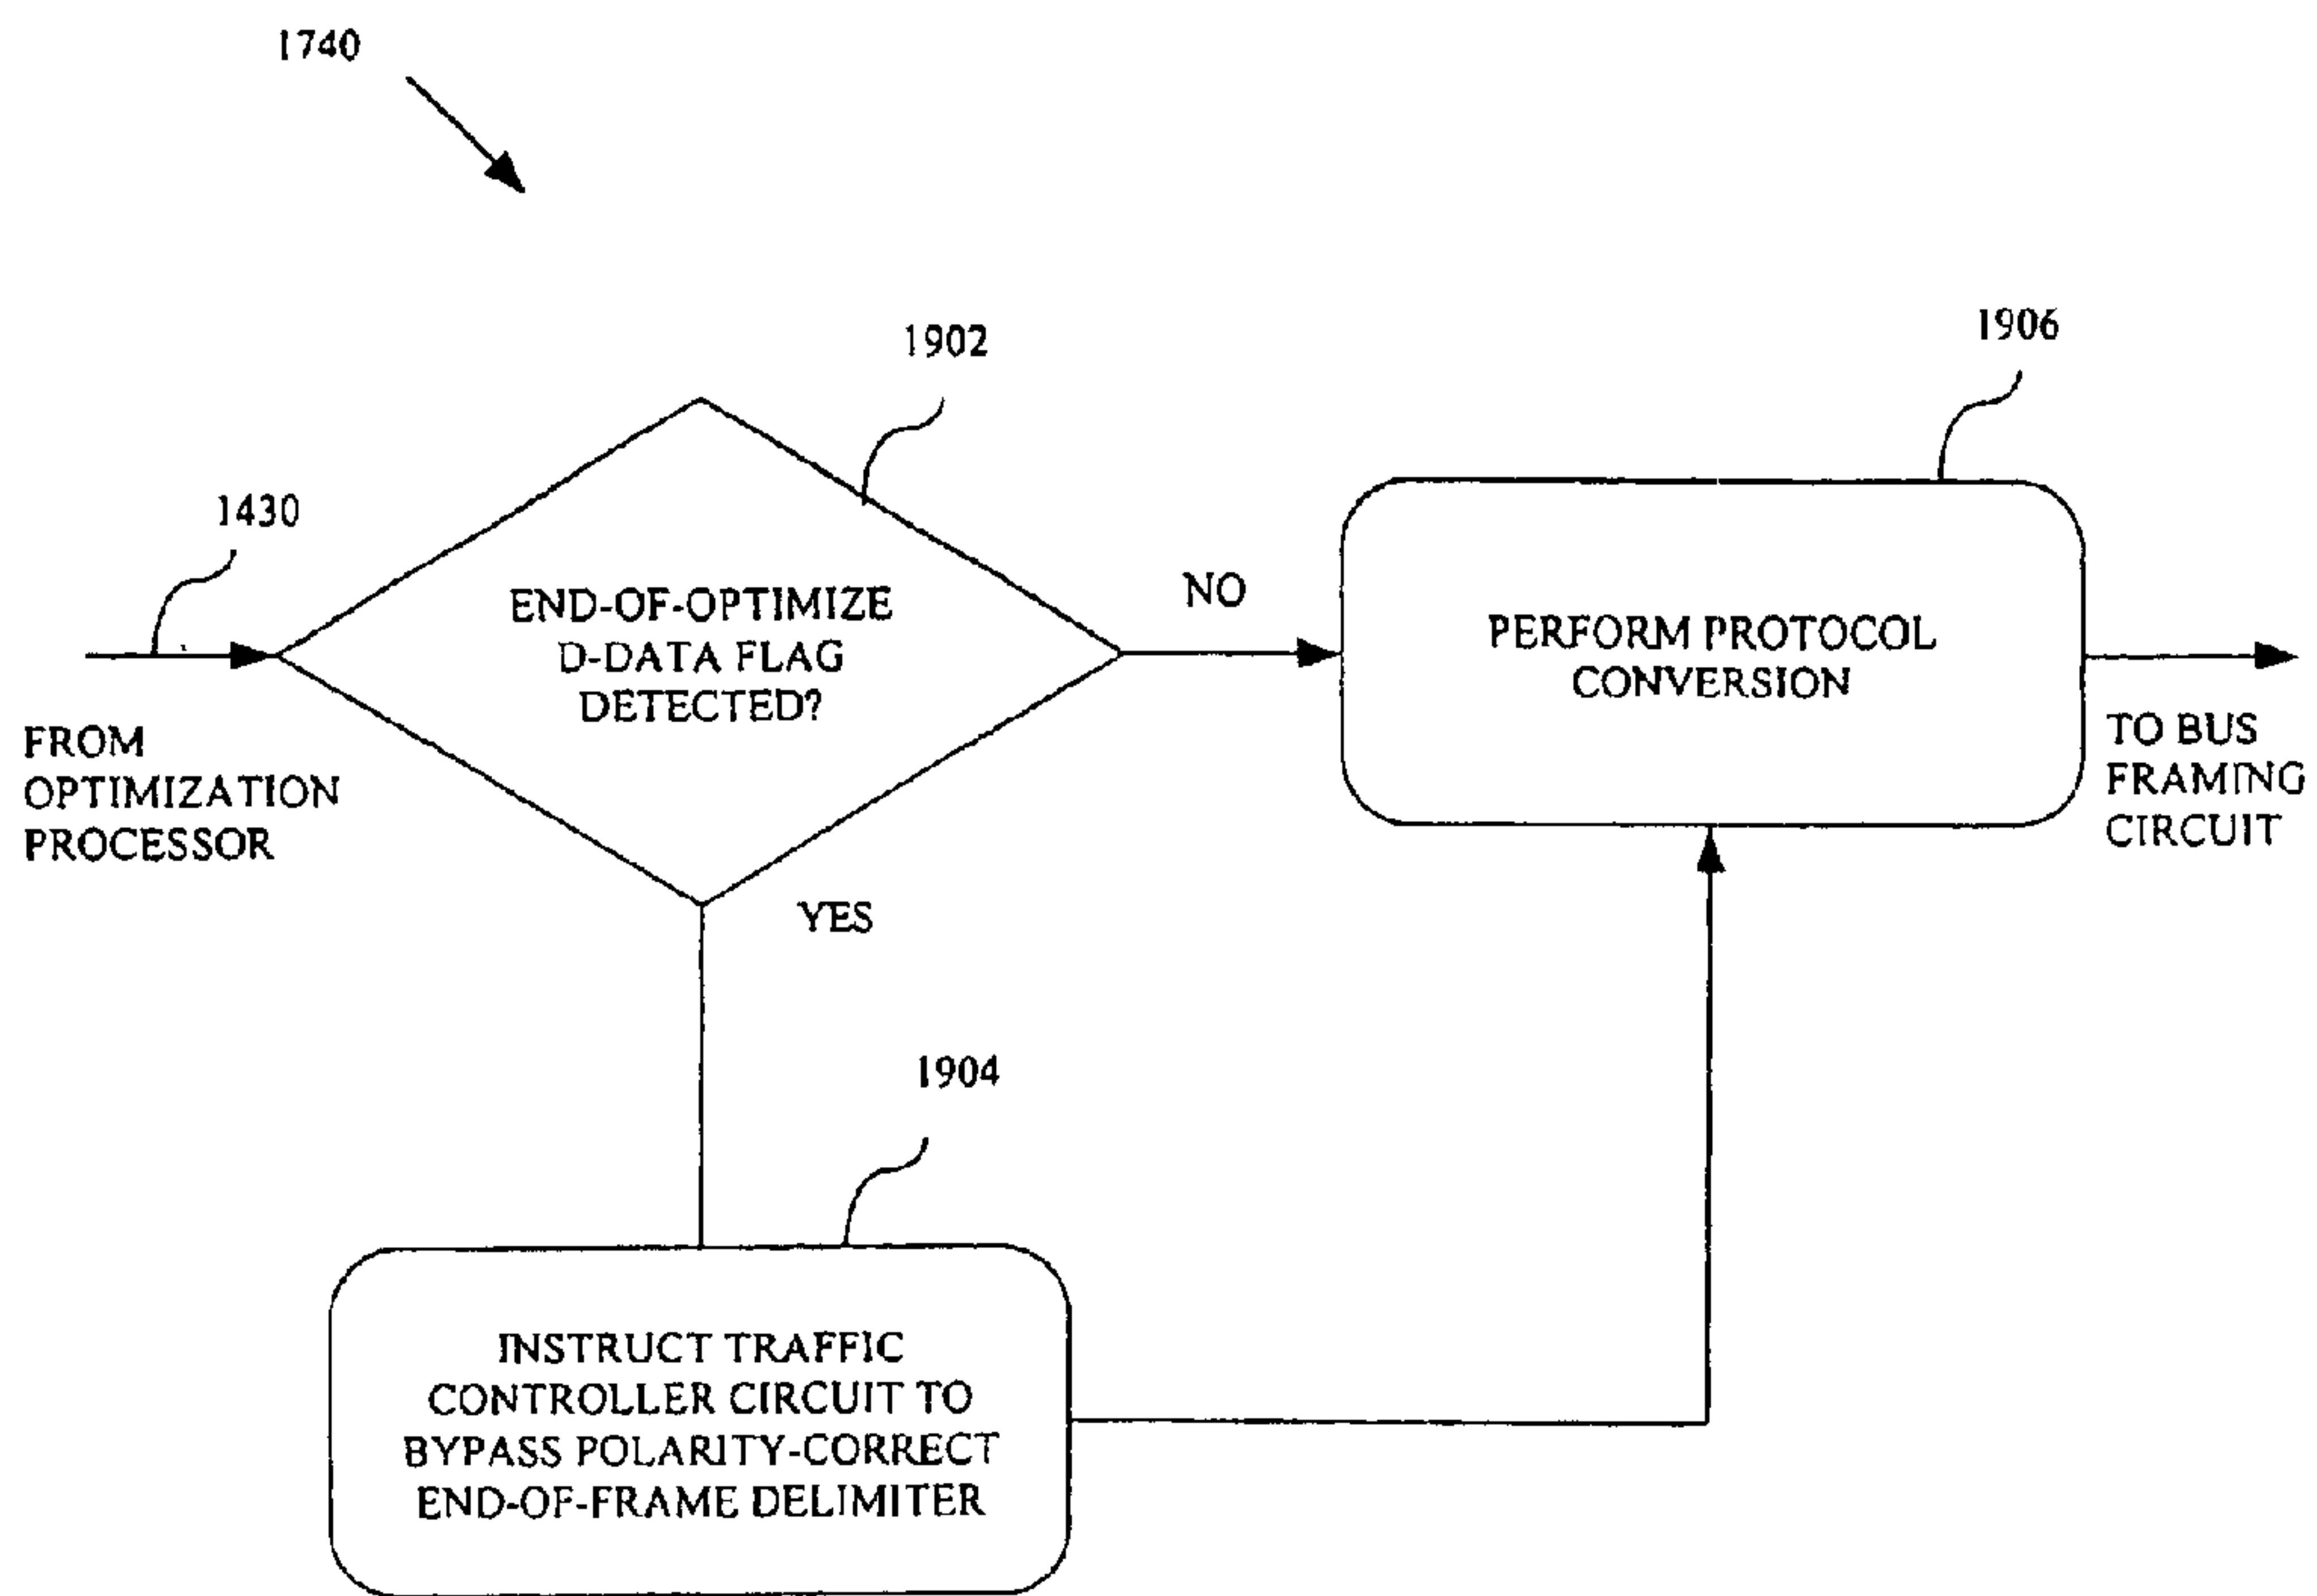 1740
1902
1906
1430
END-OF-OPTIMIZE
D-DATA FLAG
DETECTED?
NO
PERFORM PROTOCOL
CONVERSION
FROM
OPTIMIZATION
PROCESSOR
TO BUS
FRAMING
CIRCUIT
YES
1904
INSTRUCT TRAFFIC
CONTROLLER CIRCUIT TO
BYPASS POLARITY-CORRECT
END-OF-FRAME DELIMITER